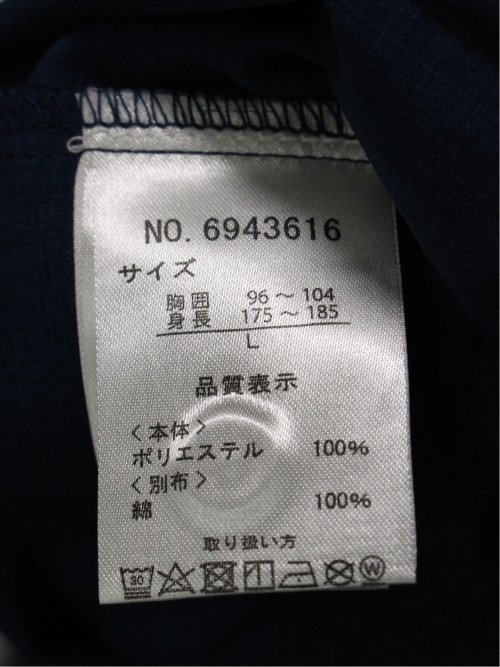 NO. 6943616
サイズ
胸囲 96～104
身長 175～185
L
品質表示
〈本体〉
ポリエステル 100%
〈別布〉
綿 100%
取り扱い方
30 W